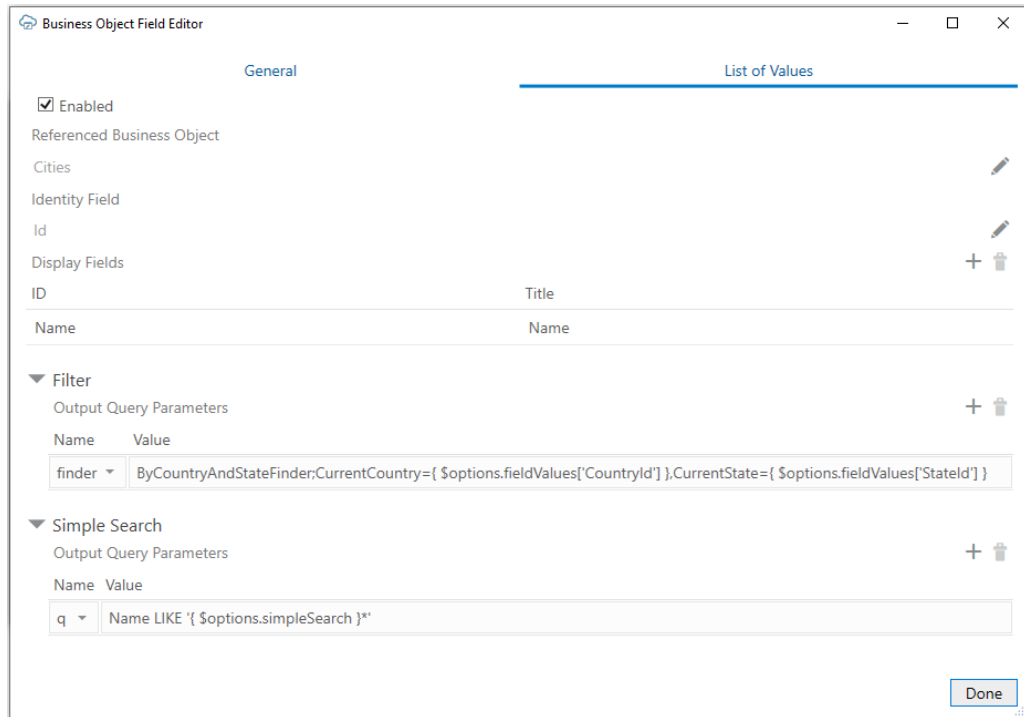 Business Object Field Editor
General List of Values
Enabled
Referenced Business Object
Cities
Identity Field
Id
Display Fields
ID Title
Name Name
Filter
Output Query Parameters
Name Value
finder ByCountryAndStateFinder;CurrentCountry={ $options.fieldValues['CountryId'] },CurrentState={ $options.fieldValues['StateId'] }
Simple Search
Output Query Parameters
Name Value
q Name LIKE '{ $options.simpleSearch }*'
Done